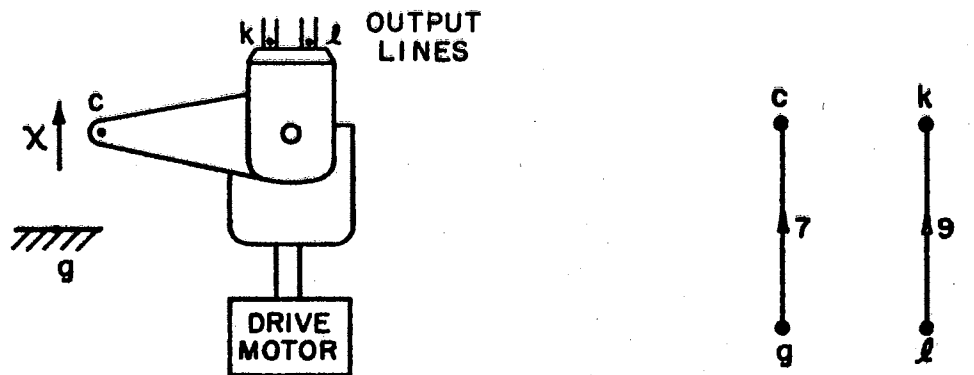 k ℓ
OUTPUT
LINES
c
χ
g
DRIVE
MOTOR
c k
7 9
g ℓ